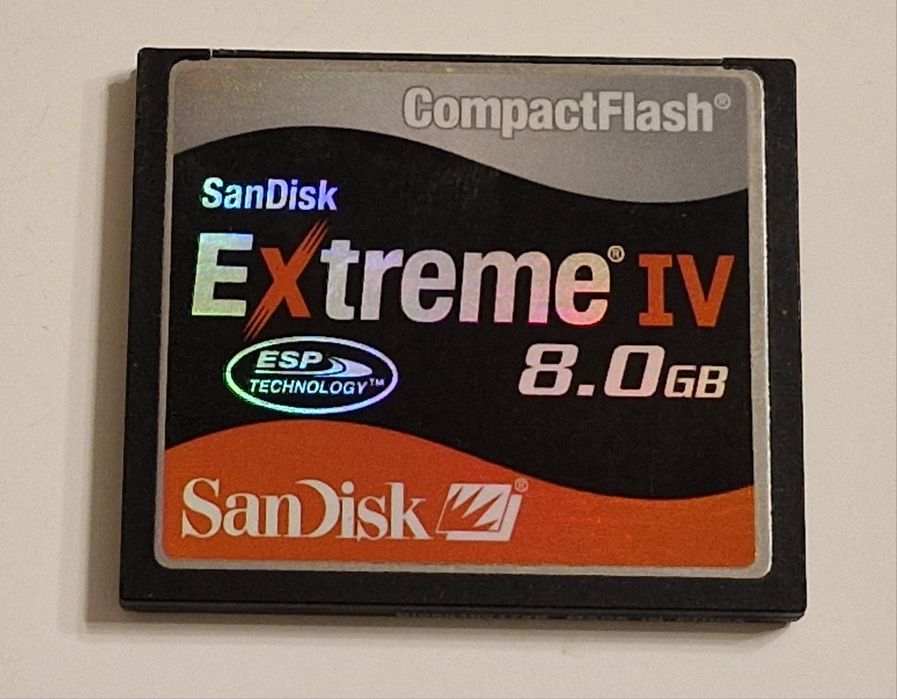 CompactFlash®
SanDisk
Extreme® IV
ESP
TECHNOLOGY™
8.0GB
SanDisk®